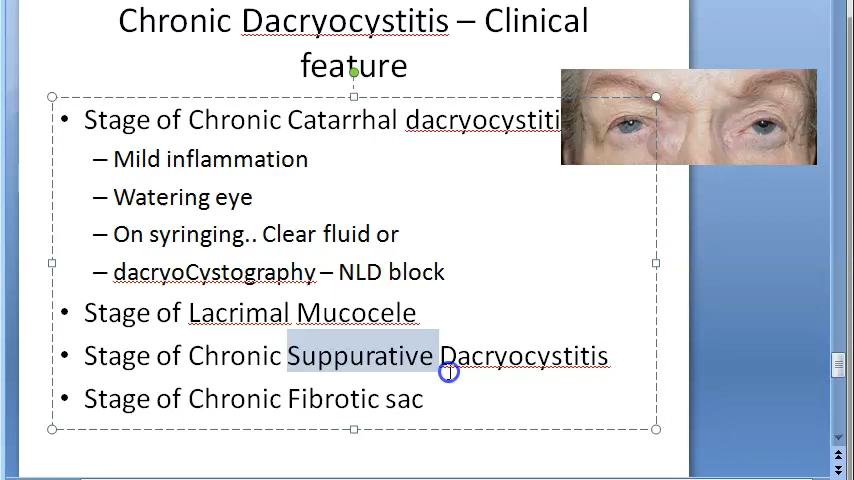 Chronic Dacryocystitis – Clinical
feature
• Stage of Chronic Catarrhal dacryocystiti
– Mild inflammation
– Watering eye
– On syringing.. Clear fluid or
– dacryoCystography – NLD block
• Stage of Lacrimal Mucocele
• Stage of Chronic Suppurative Dacryocystitis
• Stage of Chronic Fibrotic sac